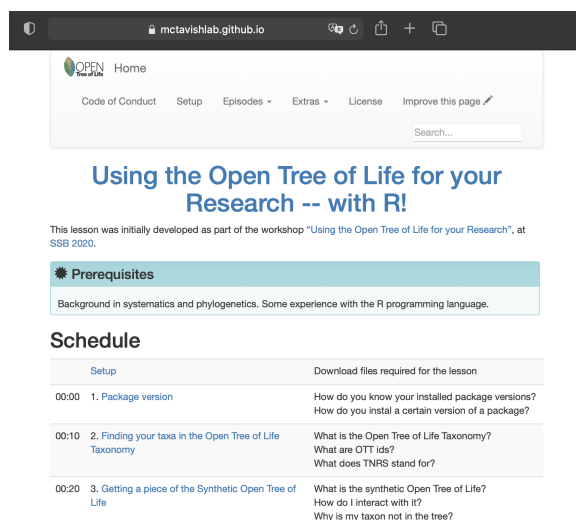 mctavishlab.github.io
OPEN
Tree of Life
Home
Code of Conduct Setup Episodes Extras License Improve this page
Search...
Using the Open Tree of Life for your
Research -- with R!
This lesson was initially developed as part of the workshop “Using the Open Tree of Life for your Research”, at
SSB 2020.
Prerequisites
Background in systematics and phylogenetics. Some experience with the R programming language.
Schedule
Setup Download files required for the lesson
00:00 1. Package version How do you know your installed package versions?
How do you instal a certain version of a package?
00:10 2. Finding your taxa in the Open Tree of Life What is the Open Tree of Life Taxonomy?
Taxonomy What are OTT ids?
What does TNRS stand for?
00:20 3. Getting a piece of the Synthetic Open Tree of What is the synthetic Open Tree of Life?
Life How do I interact with it?
Why is my taxon not in the tree?